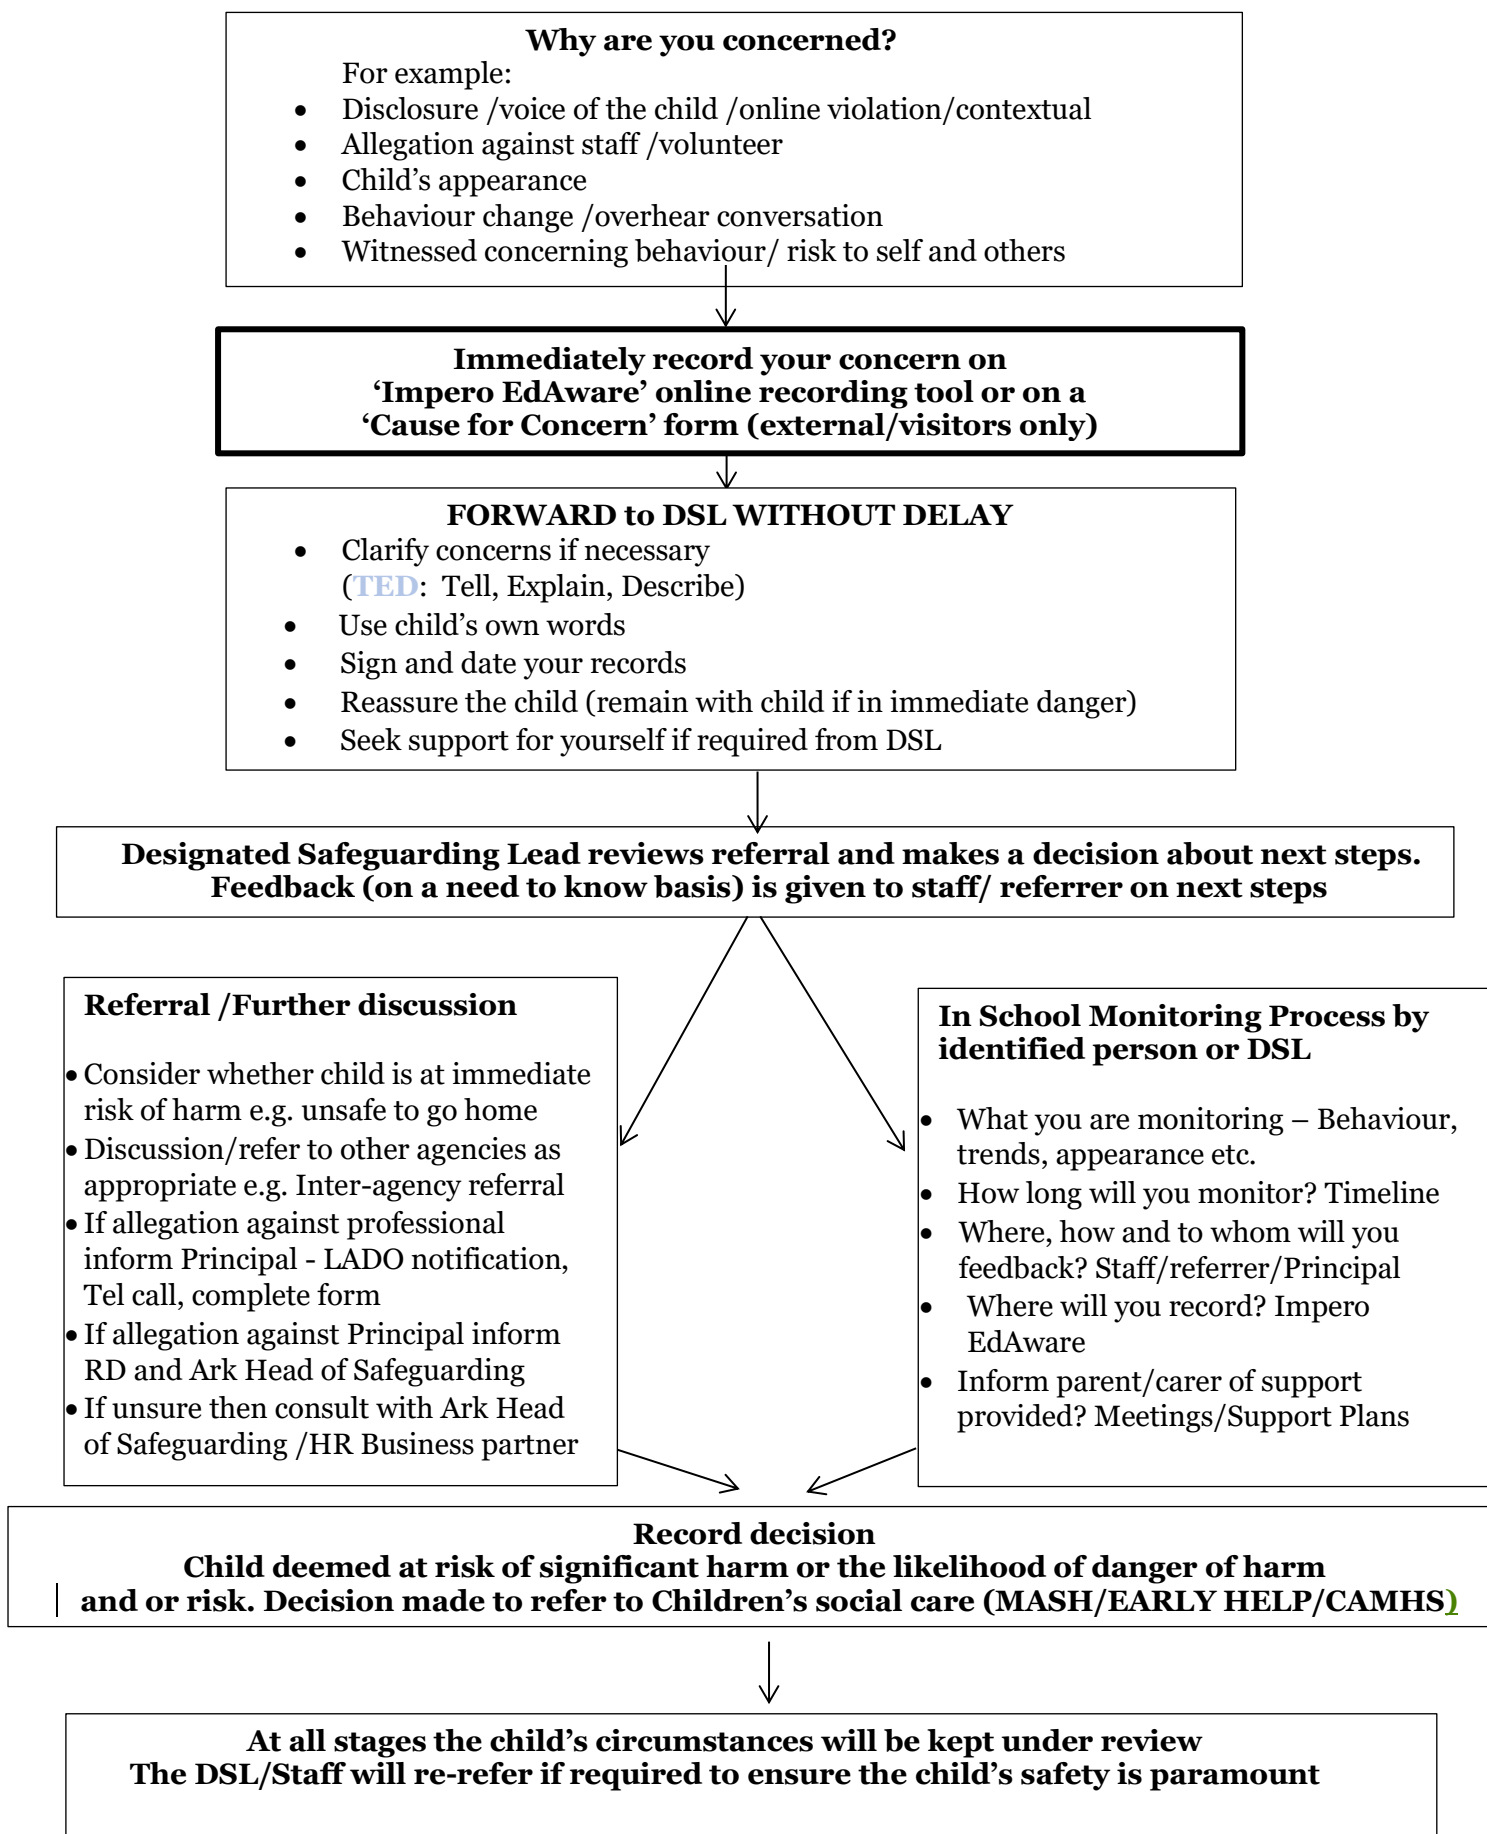 Why are you concerned?
For example:
• Disclosure /voice of the child /online violation/contextual
• Allegation against staff /volunteer
• Child’s appearance
• Behaviour change /overhear conversation
• Witnessed concerning behaviour/ risk to self and others
Immediately record your concern on
‘Impero EdAware’ online recording tool or on a
‘Cause for Concern’ form (external/visitors only)
FORWARD to DSL WITHOUT DELAY
• Clarify concerns if necessary
(TED: Tell, Explain, Describe)
• Use child’s own words
• Sign and date your records
• Reassure the child (remain with child if in immediate danger)
• Seek support for yourself if required from DSL
Designated Safeguarding Lead reviews referral and makes a decision about next steps.
Feedback (on a need to know basis) is given to staff/ referrer on next steps
Referral /Further discussion
• Consider whether child is at immediate
risk of harm e.g. unsafe to go home
• Discussion/refer to other agencies as
appropriate e.g. Inter-agency referral
• If allegation against professional
inform Principal - LADO notification,
Tel call, complete form
• If allegation against Principal inform
RD and Ark Head of Safeguarding
• If unsure then consult with Ark Head
of Safeguarding /HR Business partner
In School Monitoring Process by
identified person or DSL
• What you are monitoring – Behaviour,
trends, appearance etc.
• How long will you monitor? Timeline
• Where, how and to whom will you
feedback? Staff/referrer/Principal
• Where will you record? Impero
EdAware
• Inform parent/carer of support
provided? Meetings/Support Plans
Record decision
Child deemed at risk of significant harm or the likelihood of danger of harm
and or risk. Decision made to refer to Children’s social care (MASH/EARLY HELP/CAMHS)
At all stages the child’s circumstances will be kept under review
The DSL/Staff will re-refer if required to ensure the child’s safety is paramount